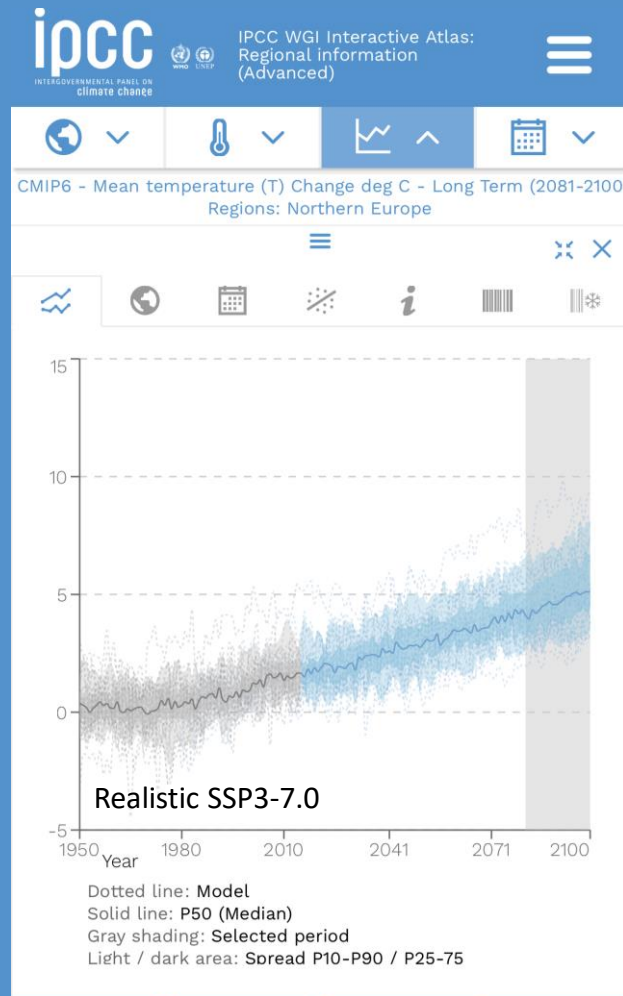 ipcc
INTERGOVERNMENTAL PANEL ON
climate change
WMO UNEP
IPCC WGI Interactive Atlas:
Regional information
(Advanced)
CMIP6 - Mean temperature (T) Change deg C - Long Term (2081-2100
Regions: Northern Europe
15
10
5
0
-5
Realistic SSP3-7.0
1950 1980 2010 2041 2071 2100
Year
Dotted line: Model
Solid line: P50 (Median)
Gray shading: Selected period
Light / dark area: Spread P10-P90 / P25-75